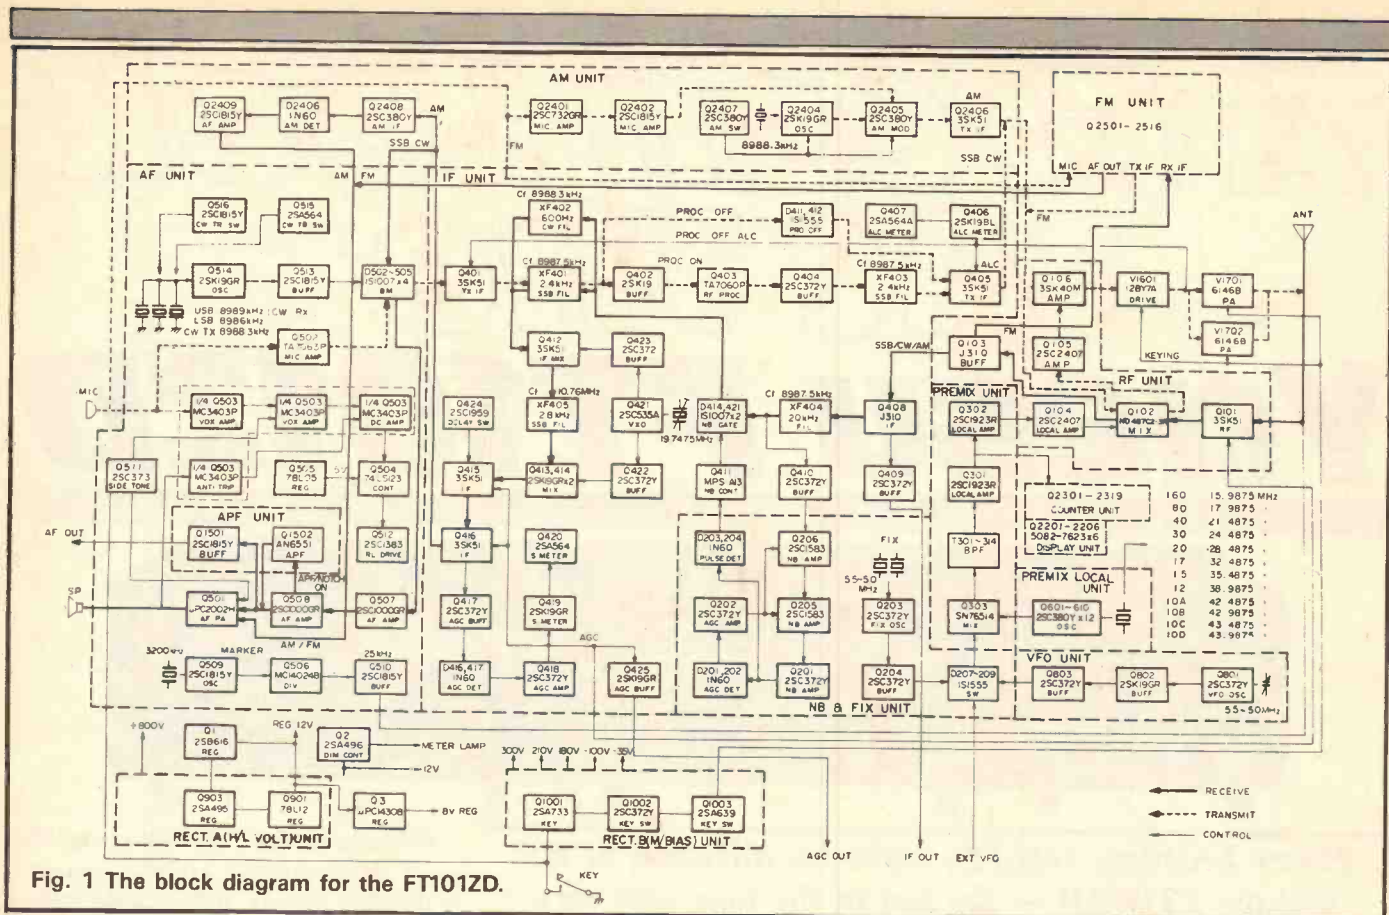 AM UNIT
Q2409
2SC1815Y
AF AMP
D2406
1N60
AM DET
Q2408
2SC380Y
AM IF
AM
SSB CW
Q2401
2SC732GR
MIC AMP
Q2402
2SC1815Y
MIC AMP
Q2407
2SC380Y
AM SW
Q2404
2SK19GR
OSC
Q2405
2SC380Y
AM MOD
AM
Q2406
3SK51
TX IF
8988.3kHz
FM
SSB CW
FM UNIT
Q2501-2516
MIC AF OUT TX IF RX IF
FM
ANT
AF UNIT
AM
FM
IF UNIT
Q516
2SC1815Y
CW TR SW
Q515
2SA564
CW TR SW
Q514
2SK19GR
OSC
Q513
2SC1815Y
BUFF
D502~505
1S1007x4
BM
USB 8989kHz : CW Rx
LSB 8986kHz
CW TX 8988.3kHz
Q502
TA7063P
MIC AMP
MIC
1/4 Q503
MC3403P
VOX AMP
1/4 Q503
MC3403P
VOX AMP
1/4 Q503
MC3403P
DC AMP
Q511
2SC373
SIDE TONE
1/4 Q503
MC3403P
ANTI TRIP
Q505
78L05
REG
5V
Q504
74LS123
CONT
APF UNIT
AF OUT
Q1501
2SC1815Y
BUFF
Q1502
AN6551
APF
Q512
2SC1383
RL DRIVE
APF/NOTCH
ON
SP
Q501
µPC2002H
AF PA
Q508
2SC1000GR
AF AMP
Q507
2SC1000GR
AF AMP
AM / FM
MARKER
3200kHz
25kHz
Q509
2SC1815Y
OSC
Q506
MC14024B
DIV
Q510
2SC1815Y
BUFF
Cf 8988.3kHz
XF402
600Hz
CW FIL
PROC OFF
D411, 412
1S1555
PRO OFF
Q407
2SA564A
ALC METER
Q406
2SK19BL
ALC METER
PROC OFF ALC
ALC
Cf 8987.5kHz
PROC ON
Cf 8987.5kHz
Q401
3SK51
Tx IF
XF401
2.4kHz
SSB FIL
Q402
2SK19
BUFF
Q403
TA7060P
RF PROC
Q404
2SC372Y
BUFF
XF403
2.4kHz
SSB FIL
Q405
3SK51
TX IF
Q412
3SK51
IF MIX
Q423
2SC372
BUFF
Cf 10.76MHz
Q424
2SC1959
DELAY SW
XF405
2.8kHz
SSB FIL
Q421
2SC535A
VXO
19.7475MHz
D414,421
1S1007x2
NB GATE
Cf 8987.5kHz
XF404
20kHz
FIL
SSB/CW/AM
Q408
J310
IF
Q415
3SK51
IF
Q413, 414
2SK19GRx2
MIX
Q422
2SC372Y
BUFF
Q411
MPS A13
NB CONT
Q410
2SC372Y
BUFF
Q409
2SC372Y
BUFF
Q416
3SK51
IF
Q420
2SA564
S METER
Q417
2SC372Y
AGC BUFF
Q419
2SK19GR
S METER
AGC
D416,417
1N60
AGC DET
Q418
2SC372Y
AGC AMP
Q425
2SK19GR
AGC BUFF
D203,204
1N60
PULSE DET
Q206
2SC1583
NB AMP
FIX
55-50
MHz
Q202
2SC372Y
AGC AMP
Q205
2SC1583
NB AMP
Q203
2SC372Y
FIX OSC
D201, 202
1N60
AGC DET
Q201
2SC372Y
NB AMP
Q204
2SC372Y
BUFF
NB & FIX UNIT
Q106
3SK40M
AMP
V1601
12BY7A
DRIVE
V1701
6146B
PA
V1702
6146B
PA
KEYING
FM
Q103
J310
BUFF
Q105
2SC2407
AMP
RF UNIT
PREMIX UNIT
Q302
2SC1923R
LOCAL AMP
Q104
2SC2407
LOCAL AMP
Q102
MIX
Q101
3SK51
RF
Q301
2SC1923R
LOCAL AMP
Q2301-2319
COUNTER UNIT
Q2201-2206
5082-7623x6
DISPLAY UNIT
T301-314
BPF
PREMIX LOCAL
UNIT
Q303
SN76514
MIX
Q601-610
2SC380Yx12
OSC
160 15.9875 MHz
80 17.9875 "
40 21.4875 "
30 24.4875 "
20 28.4875 "
17 32.4875 "
15 35.4875 "
12 38.9875 "
10A 42.4875 "
10B 42.9875 "
10C 43.4875 "
10D 43.9875 "
VFO UNIT
D207-209
1S1555
SW
Q803
2SC372Y
BUFF
Q802
2SK19GR
BUFF
Q801
2SC372Y
VFO OSC
55-50MHz
+800V
Q1
2SB616
REG
REG 12V
Q2
2SA496
DIM CONT
METER LAMP
12V
Q903
2SA495
REG
Q901
78L12
REG
Q3
µPC14308
REG
8V REG
RECT. A(H/L VOLT)UNIT
300V 210V 180V -100V -35V
Q1001
2SA733
KEY
Q1002
2SC372Y
KEY SW
Q1003
2SA639
KEY SW
RECT.B(M/BIAS) UNIT
AGC OUT
IF OUT
EXT VFO
RECEIVE
TRANSMIT
CONTROL
KEY
Fig. 1 The block diagram for the FT101ZD.